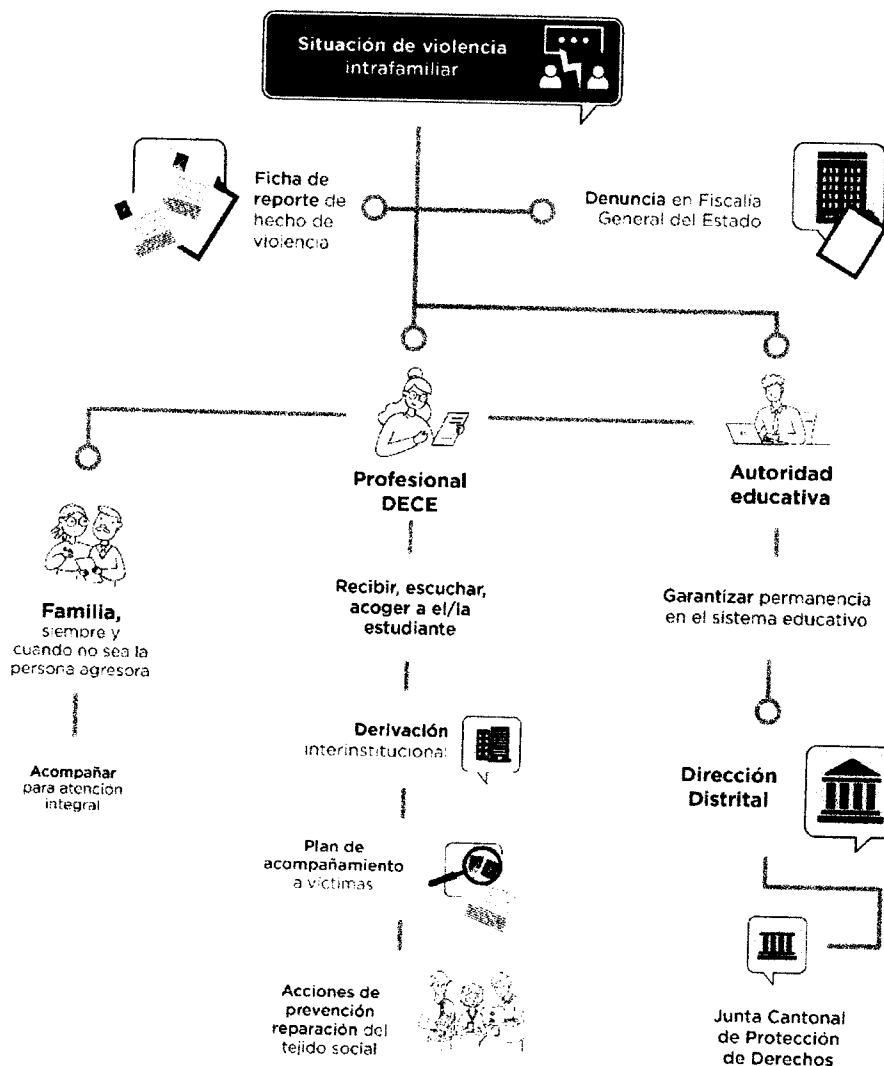 Situación de violencia
intrafamiliar
Ficha de
reporte de
hecho de
violencia
Denuncia en Fiscalía
General del Estado
Profesional
DECE
Autoridad
educativa
Familia,
siempre y
cuando no sea la
persona agresora
Recibir, escuchar,
acoger a el/la
estudiante
Garantizar permanencia
en el sistema educativo
Acompañar
para atención
integral
Derivación
interinstitucional
Dirección
Distrital
Plan de
acompañamiento
a víctimas
Acciones de
prevención
reparación del
tejido social
Junta Cantonal
de Protección
de Derechos